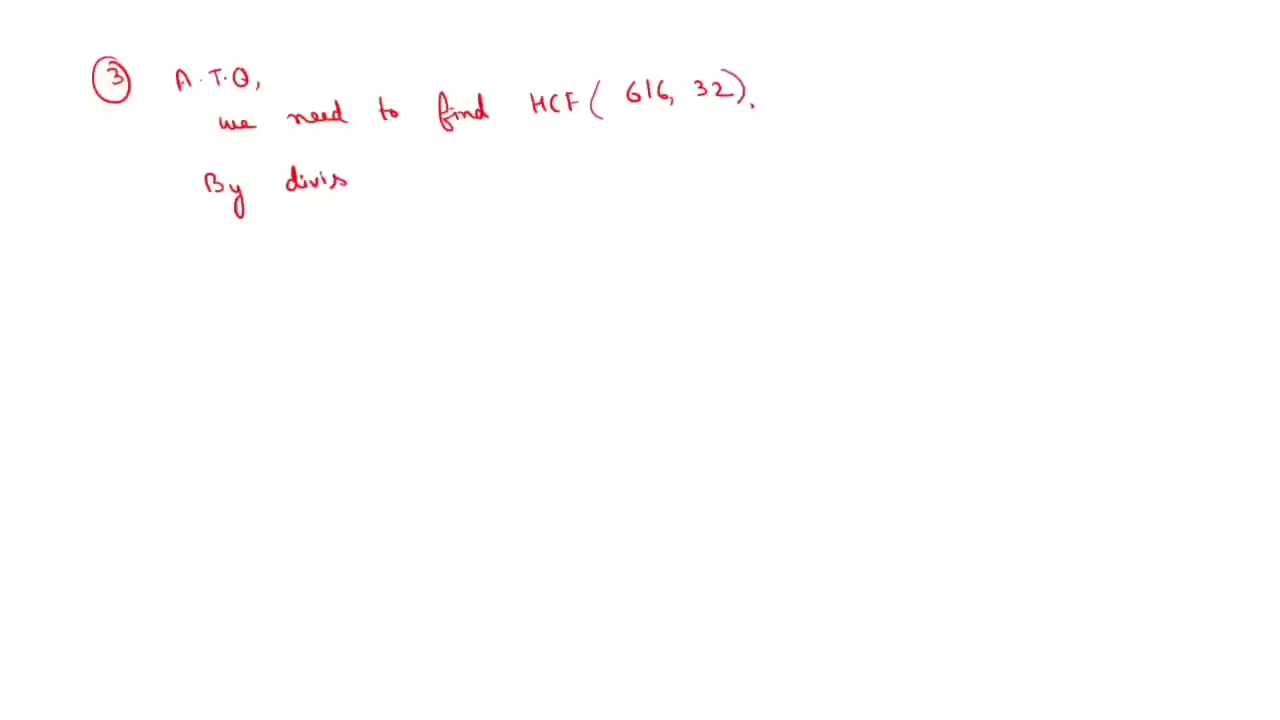 3 A.T.Q,
we need to find HCF( 616, 32).
By divis